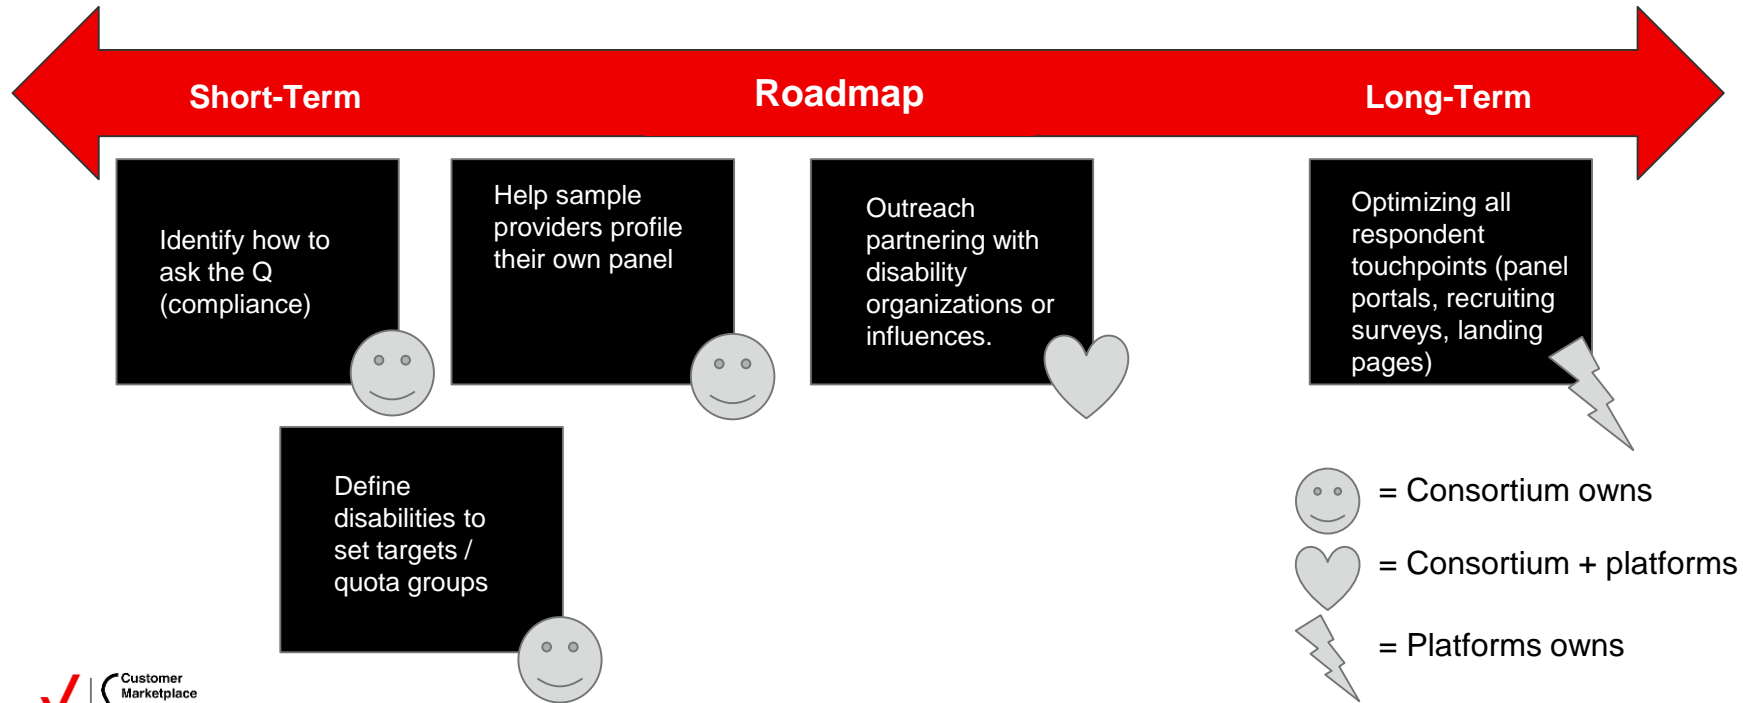 Short-Term
Roadmap
Long-Term
Identify how to
ask the Q
(compliance)
Help sample
providers profile
their own panel
Outreach
partnering with
disability
organizations or
influences.
Optimizing all
respondent
touchpoints (panel
portals, recruiting
surveys, landing
pages)
Define
disabilities to
set targets /
quota groups
= Consortium owns
= Consortium + platforms
= Platforms owns
Customer
Marketplace